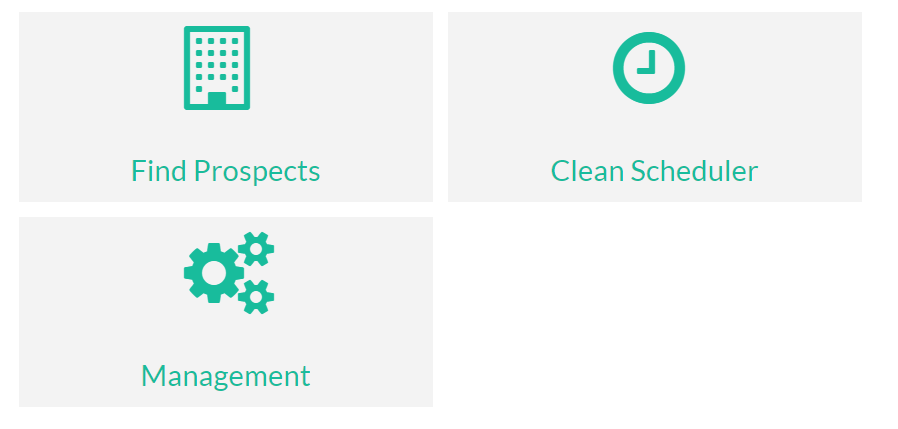 Find Prospects
Clean Scheduler
Management